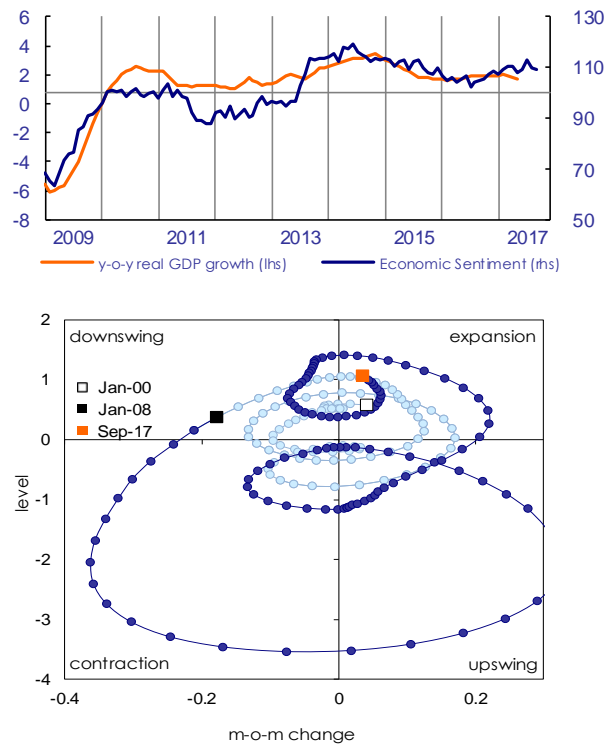 6 130
4 110
2
0 90
-2
-4 70
-6
-8 50
2009 2011 2013 2015 2017
y-o-y real GDP growth (lhs) Economic Sentiment (rhs)
2
downswing expansion
1
Jan-00
Jan-08
Sep-17
0
level
-1
-2
-3
contraction upswing
-4
-0.4 -0.2 0 0.2
m-o-m change